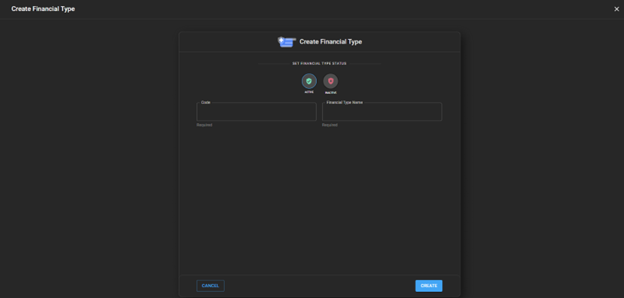 Create Financial Type
Create Financial Type
SET FINANCIAL TYPE STATUS
ACTIVE
INACTIVE
Code
Financial Type Name
Required
Required
CANCEL
CREATE